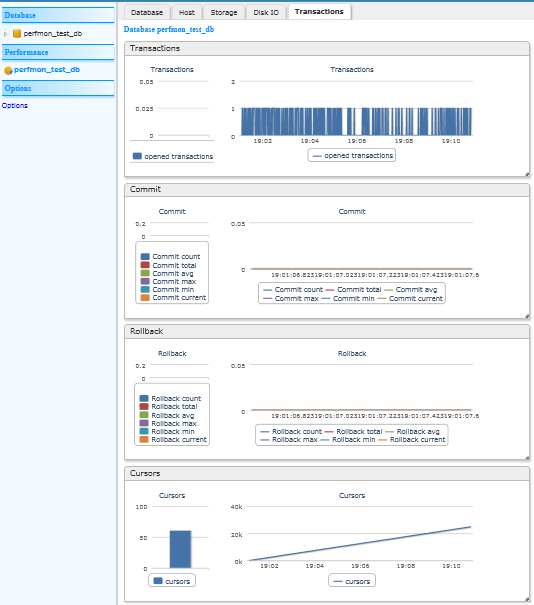 Database
perfmon_test_db
Performance
perfmon_test_db
Options
Options
Database Host Storage Disk IO Transactions
Database perfmon_test_db
Transactions
Transactions Transactions
0.05 2
0.025 1
0 0
19:02 19:04 19:06 19:08 19:10
opened transactions opened transactions
Commit
Commit Commit
0.2 0.05
0
0
19:01:06.82319:01:07.02319:01:07.22319:01:07.42319:01:07.6
Commit count
Commit total
Commit avg
Commit max
Commit min
Commit current
Commit count Commit total Commit avg
Commit max Commit min Commit current
Rollback
Rollback Rollback
0.2 0.05
0
0
19:01:06.82319:01:07.02319:01:07.22319:01:07.42319:01:07.6
Rollback count
Rollback total
Rollback avg
Rollback max
Rollback min
Rollback current
Rollback count Rollback total Rollback avg
Rollback max Rollback min Rollback current
Cursors
Cursors Cursors
100 40k
50 20k
0 0k
19:02 19:04 19:06 19:08 19:10
cursors cursors